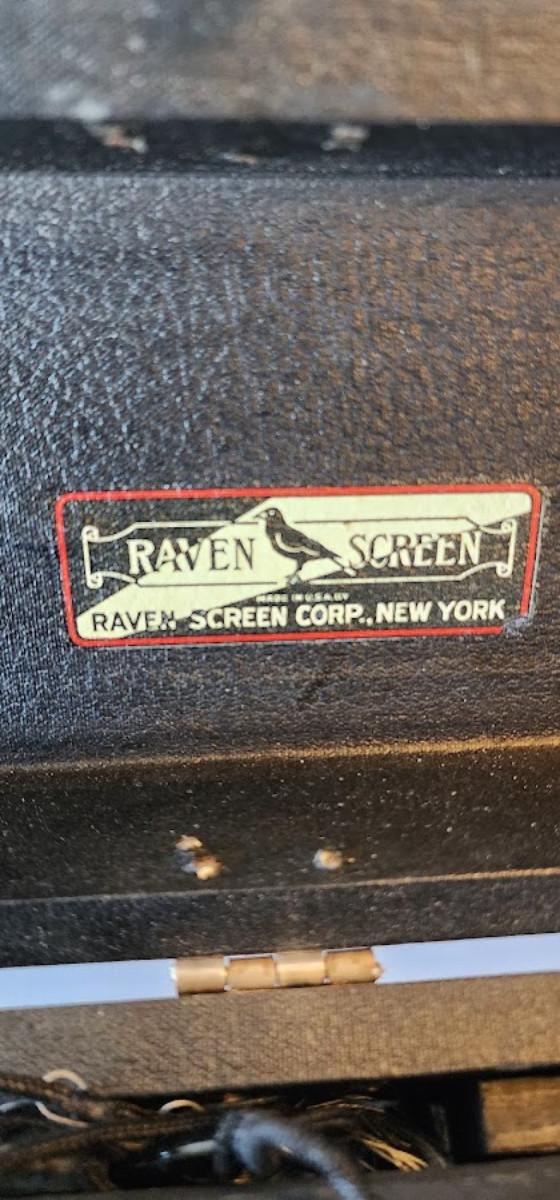 RAVEN SCREEN
MADE IN U.S.A. BY
RAVEN SCREEN CORP., NEW YORK